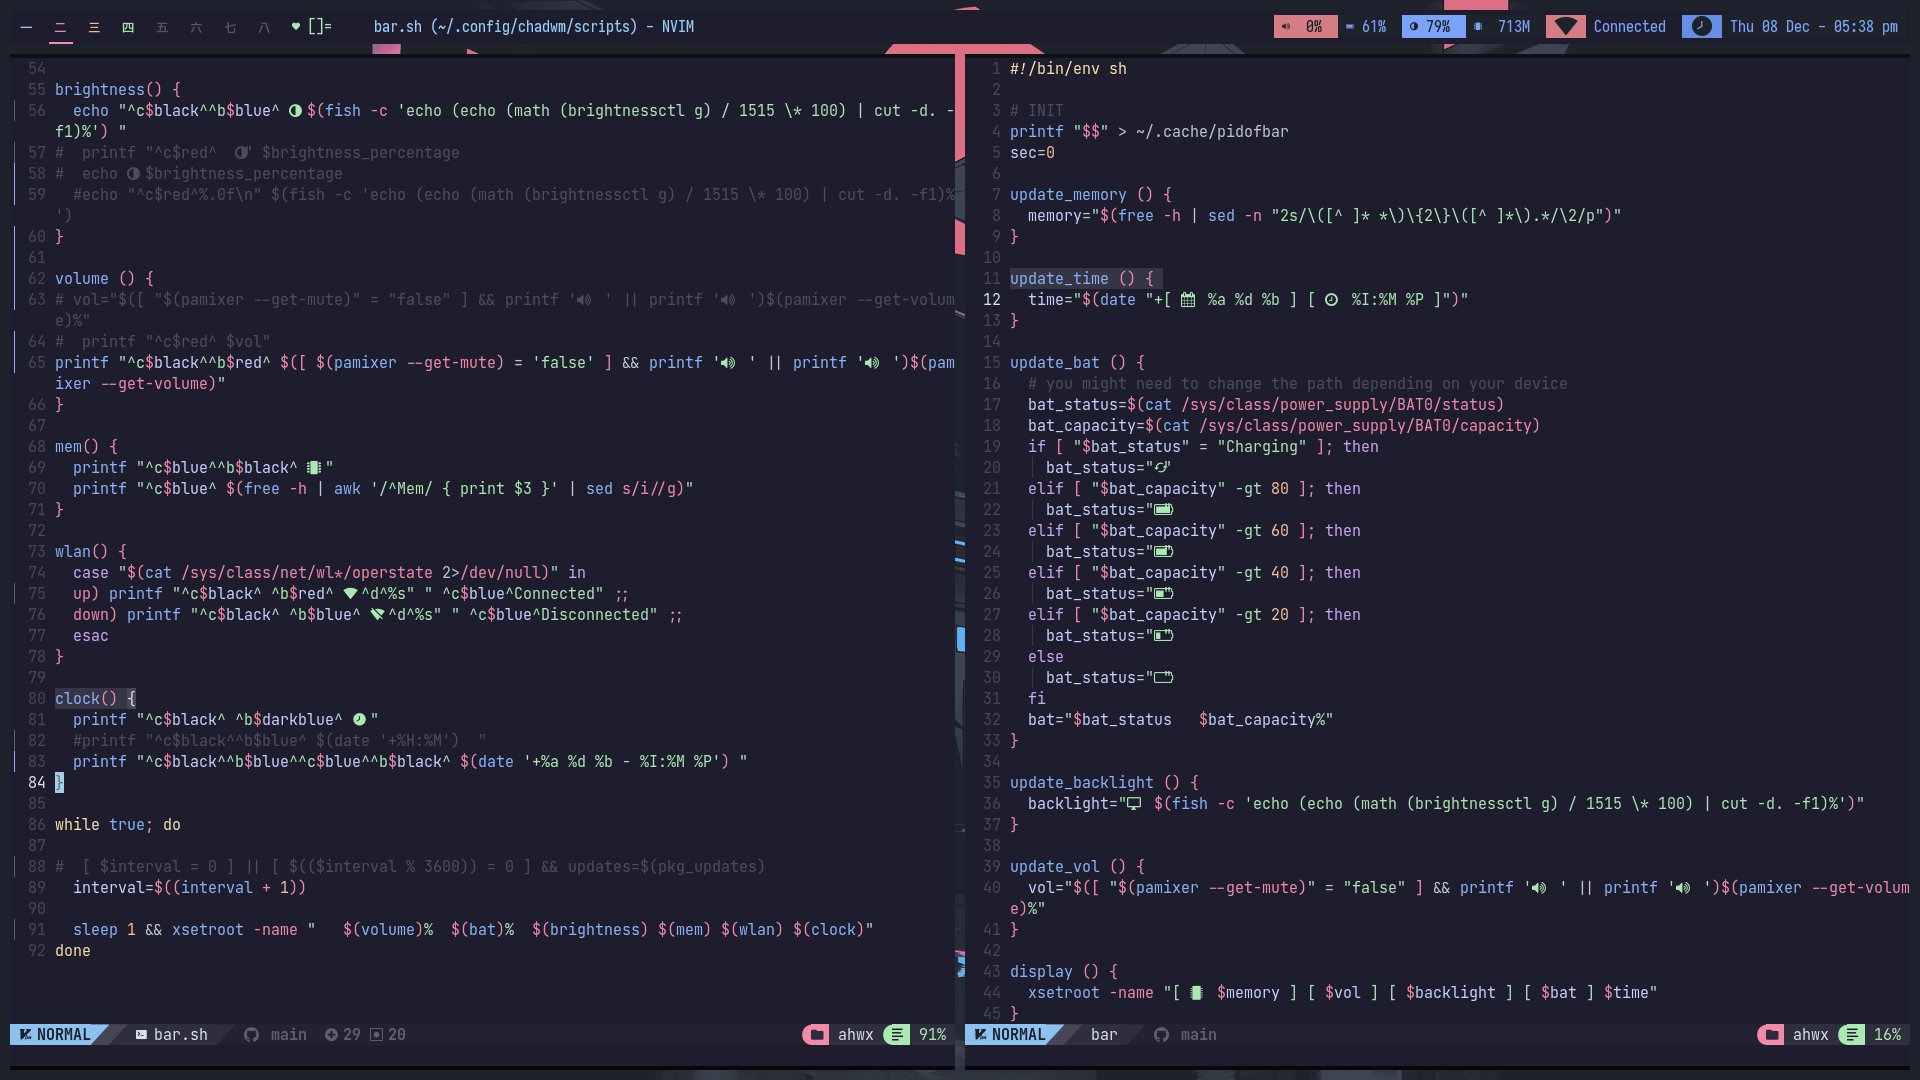 一 二 三 四 五 六 七 八 ♥ []= bar.sh (~/.config/chadwm/scripts) - NVIM 0% 61% 79% 713M Connected Thu 08 Dec - 05:38 pm
54
55 brightness() {
56   echo "^c$black^^b$blue^ $(fish -c 'echo (echo (math (brightnessctl g) / 1515 \* 100) | cut -d. -
f1)%') "
57 #  printf "^c$red^  " $brightness_percentage
58 #  echo $brightness_percentage
59   #echo "^c$red^%.0f\n" $(fish -c 'echo (echo (math (brightnessctl g) / 1515 \* 100) | cut -d. -f1)%
')
60 }
61
62 volume () {
63 # vol="$([ "$(pamixer --get-mute)" = "false" ] && printf ' ' || printf ' ')$(pamixer --get-volum
e)%"
64 #  printf "^c$red^ $vol"
65 printf "^c$black^^b$red^ $([ $(pamixer --get-mute) = 'false' ] && printf ' ' || printf ' ')$(pam
ixer --get-volume)"
66 }
67
68 mem() {
69   printf "^c$blue^^b$black^ "
70   printf "^c$blue^ $(free -h | awk '/^Mem/ { print $3 }' | sed s/i//g)"
71 }
72
73 wlan() {
74   case "$(cat /sys/class/net/wl*/operstate 2>/dev/null)" in
75   up) printf "^c$black^ ^b$red^ ^d^%s" " ^c$blue^Connected" ;;
76   down) printf "^c$black^ ^b$blue^ ^d^%s" " ^c$blue^Disconnected" ;;
77   esac
78 }
79
80 clock() {
81   printf "^c$black^ ^b$darkblue^ "
82   #printf "^c$black^^b$blue^ $(date '+%H:%M')  "
83   printf "^c$black^^b$blue^^c$blue^^b$black^ $(date '+%a %d %b - %I:%M %P') "
84 }
85
86 while true; do
87
88 #  [ $interval = 0 ] || [ $(($interval % 3600)) = 0 ] && updates=$(pkg_updates)
89   interval=$((interval + 1))
90
91   sleep 1 && xsetroot -name "   $(volume)%  $(bat)%  $(brightness) $(mem) $(wlan) $(clock)"
92 done
NORMAL bar.sh main 29 20 ahwx 91%
1 #!/bin/env sh
2
3 # INIT
4 printf "$$" > ~/.cache/pidofbar
5 sec=0
6
7 update_memory () {
8   memory="$(free -h | sed -n "2s/\([^ ]* *\)\{2\}\([^ ]*\).*/\2/p")"
9 }
10
11 update_time () {
12   time="$(date "+[  %a %d %b ] [  %I:%M %P ]")"
13 }
14
15 update_bat () {
16   # you might need to change the path depending on your device
17   bat_status=$(cat /sys/class/power_supply/BAT0/status)
18   bat_capacity=$(cat /sys/class/power_supply/BAT0/capacity)
19   if [ "$bat_status" = "Charging" ]; then
20     bat_status=""
21   elif [ "$bat_capacity" -gt 80 ]; then
22     bat_status=""
23   elif [ "$bat_capacity" -gt 60 ]; then
24     bat_status=""
25   elif [ "$bat_capacity" -gt 40 ]; then
26     bat_status=""
27   elif [ "$bat_capacity" -gt 20 ]; then
28     bat_status=""
29   else
30     bat_status=""
31   fi
32   bat="$bat_status   $bat_capacity%"
33 }
34
35 update_backlight () {
36   backlight=" $(fish -c 'echo (echo (math (brightnessctl g) / 1515 \* 100) | cut -d. -f1)%')"
37 }
38
39 update_vol () {
40   vol="$([ "$(pamixer --get-mute)" = "false" ] && printf ' ' || printf ' ')$(pamixer --get-volum
e)%"
41 }
42
43 display () {
44   xsetroot -name "[  $memory ] [ $vol ] [ $backlight ] [ $bat ] $time"
45 }
NORMAL bar main ahwx 16%